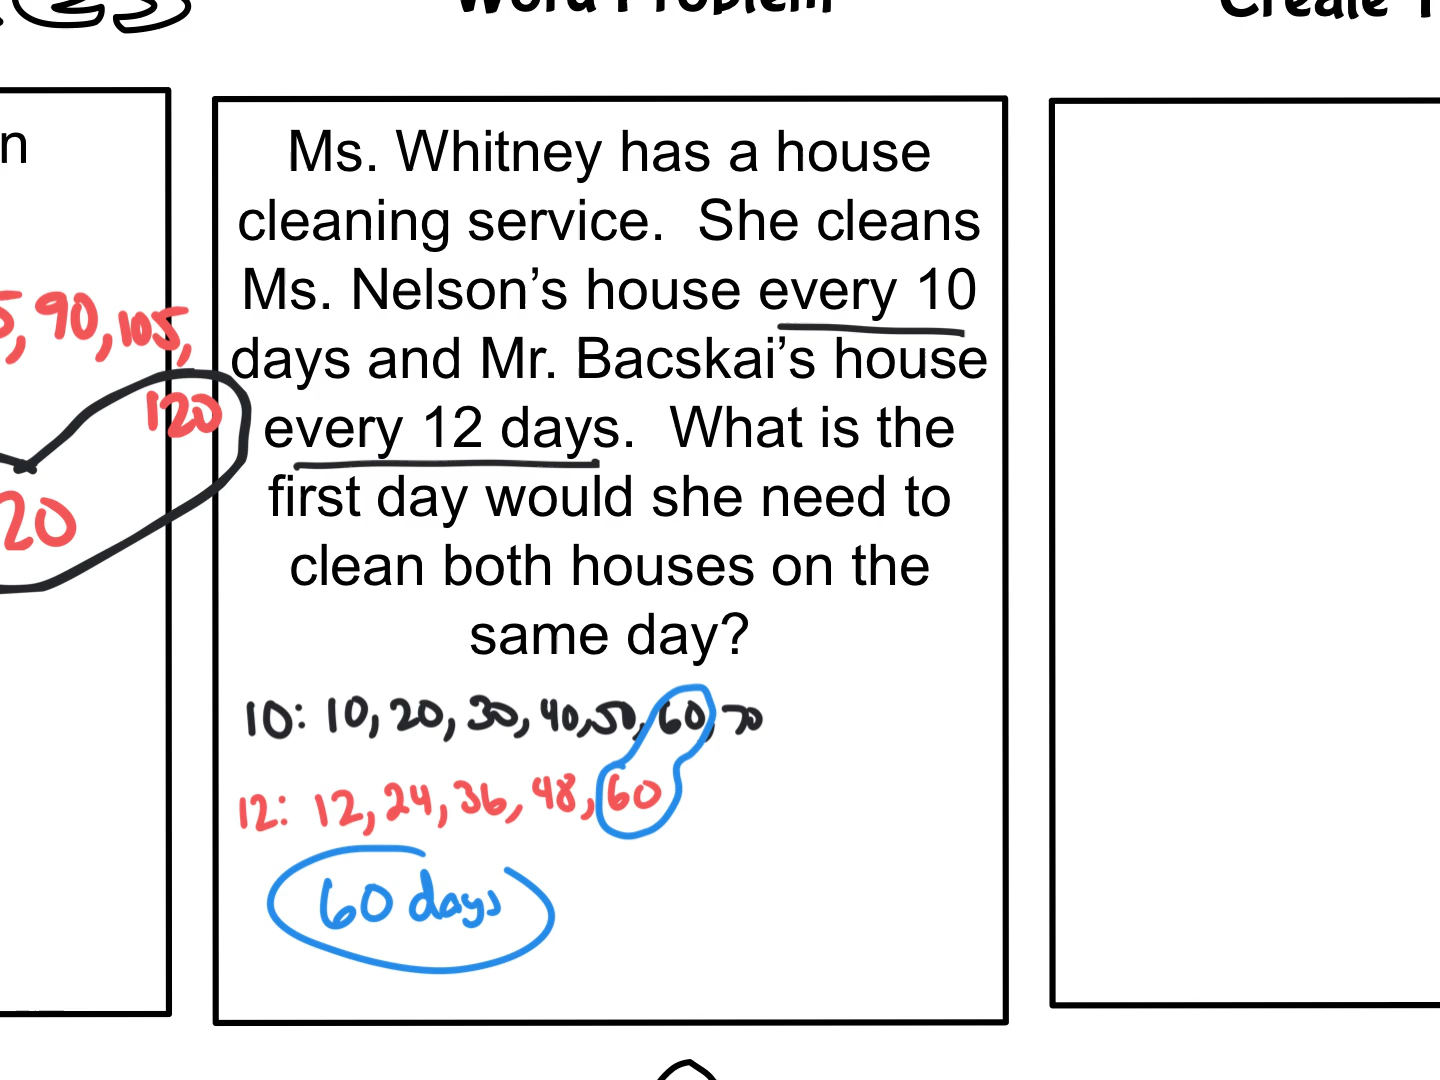 Word Problem
Create
n
90, 105,
120
20
Ms. Whitney has a house
cleaning service. She cleans
Ms. Nelson’s house every 10
days and Mr. Bacskai’s house
every 12 days. What is the
first day would she need to
clean both houses on the
same day?
10: 10, 20, 30, 40, 50, 60, 70
12: 12, 24, 36, 48, 60
60 days